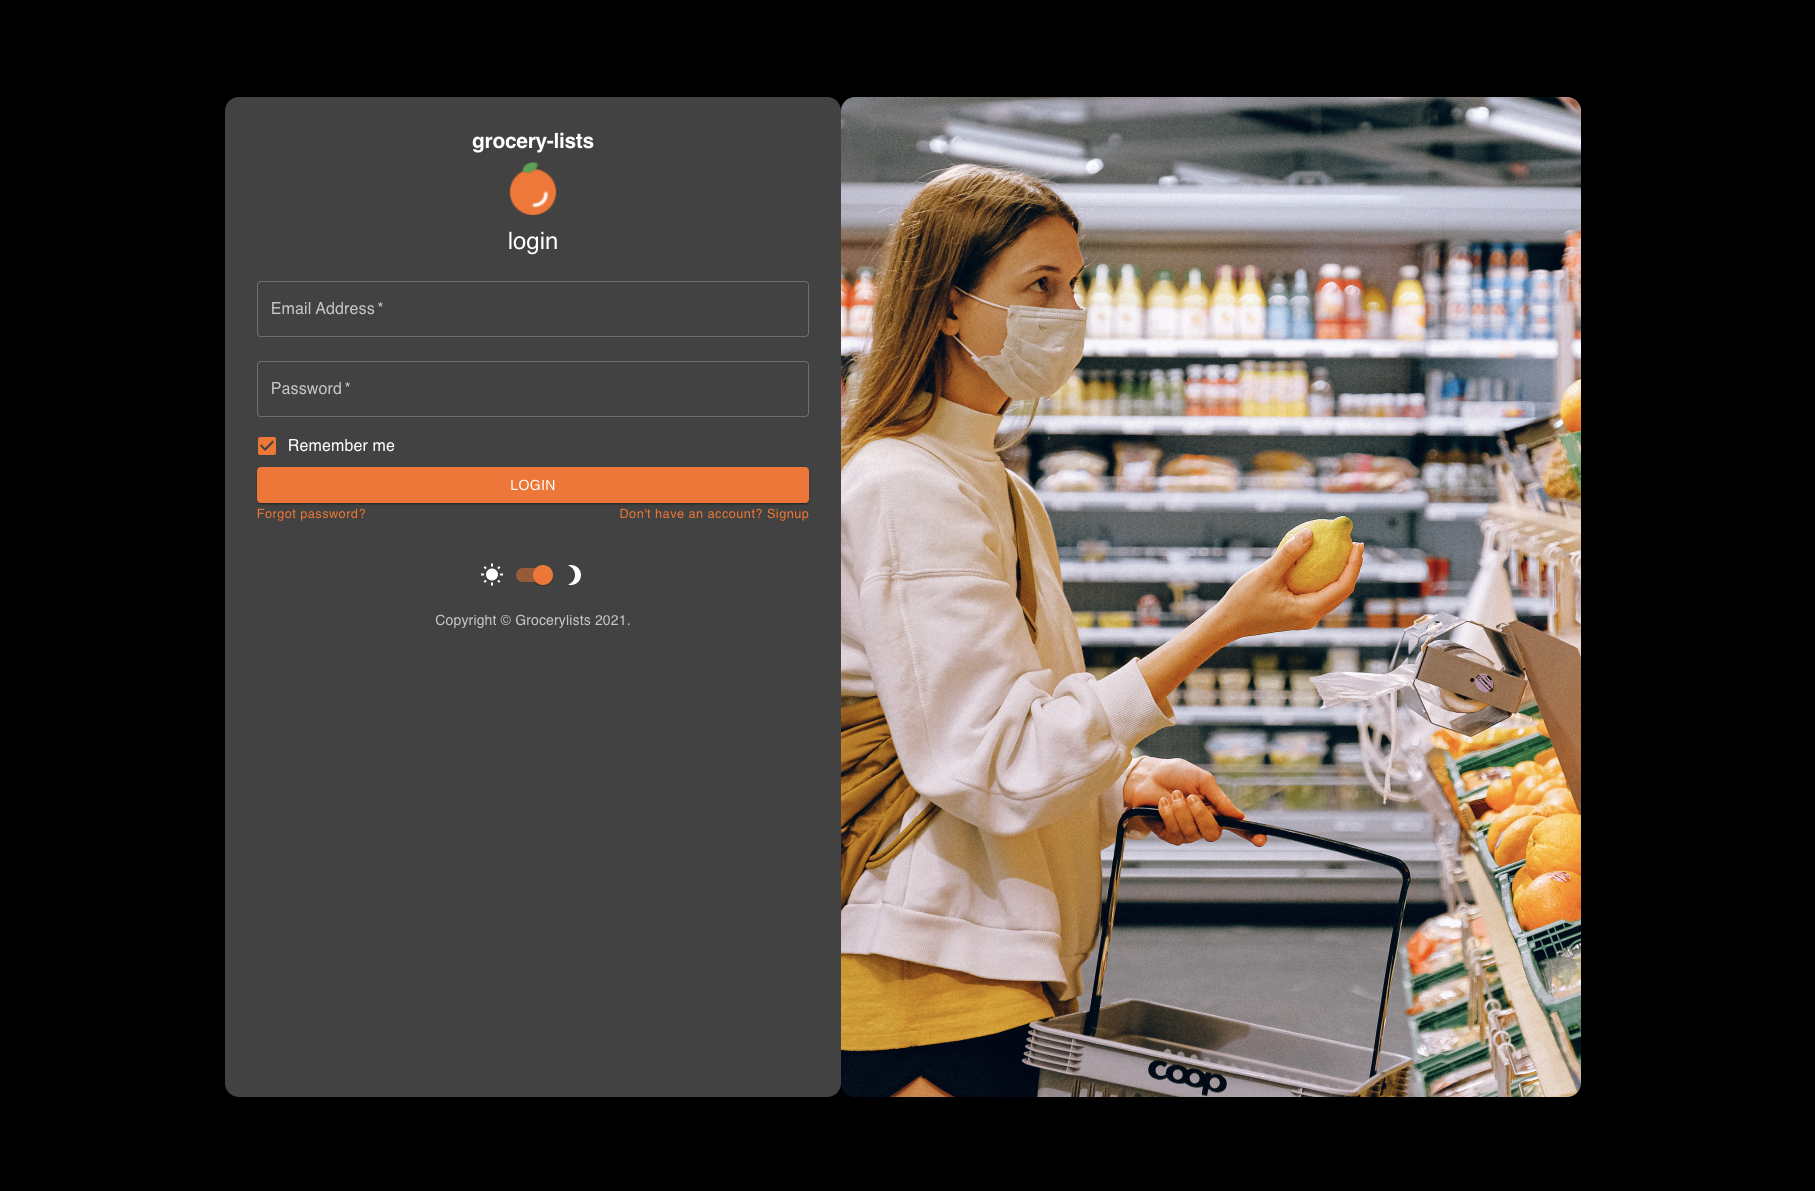 grocery-lists
login
Email Address *
Password *
Remember me
LOGIN
Forgot password?
Don't have an account? Signup
Copyright © Grocerylists 2021.
coop